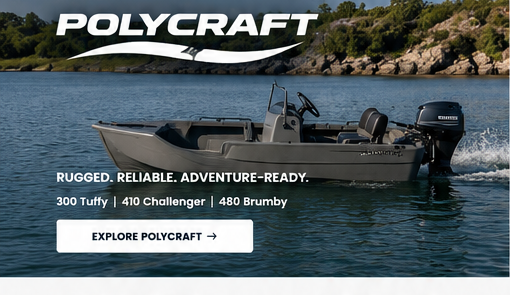 POLYCRAFT
RUGGED. RELIABLE. ADVENTURE-READY.
300 Tuffy | 410 Challenger | 480 Brumby
EXPLORE POLYCRAFT →